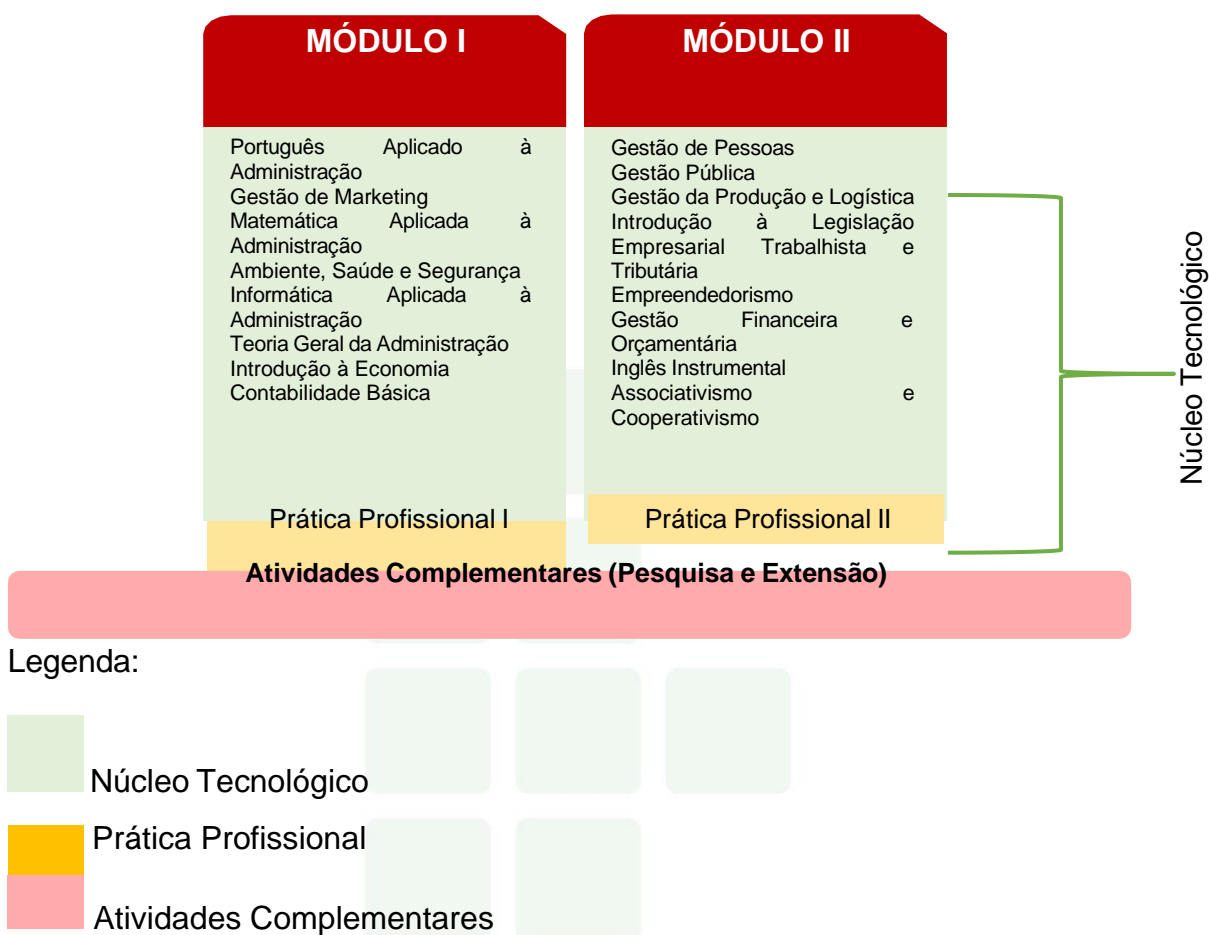 MÓDULO I
Português Aplicado à
Administração
Gestão de Marketing
Matemática Aplicada à
Administração
Ambiente, Saúde e Segurança
Informática Aplicada à
Administração
Teoria Geral da Administração
Introdução à Economia
Contabilidade Básica
Prática Profissional I
MÓDULO II
Gestão de Pessoas
Gestão Pública
Gestão da Produção e Logística
Introdução à Legislação
Empresarial Trabalhista e
Tributária
Empreendedorismo
Gestão Financeira e
Orçamentária
Inglês Instrumental
Associativismo e
Cooperativismo
Prática Profissional II
Núcleo Tecnológico
Atividades Complementares (Pesquisa e Extensão)
Legenda:
Núcleo Tecnológico
Prática Profissional
Atividades Complementares